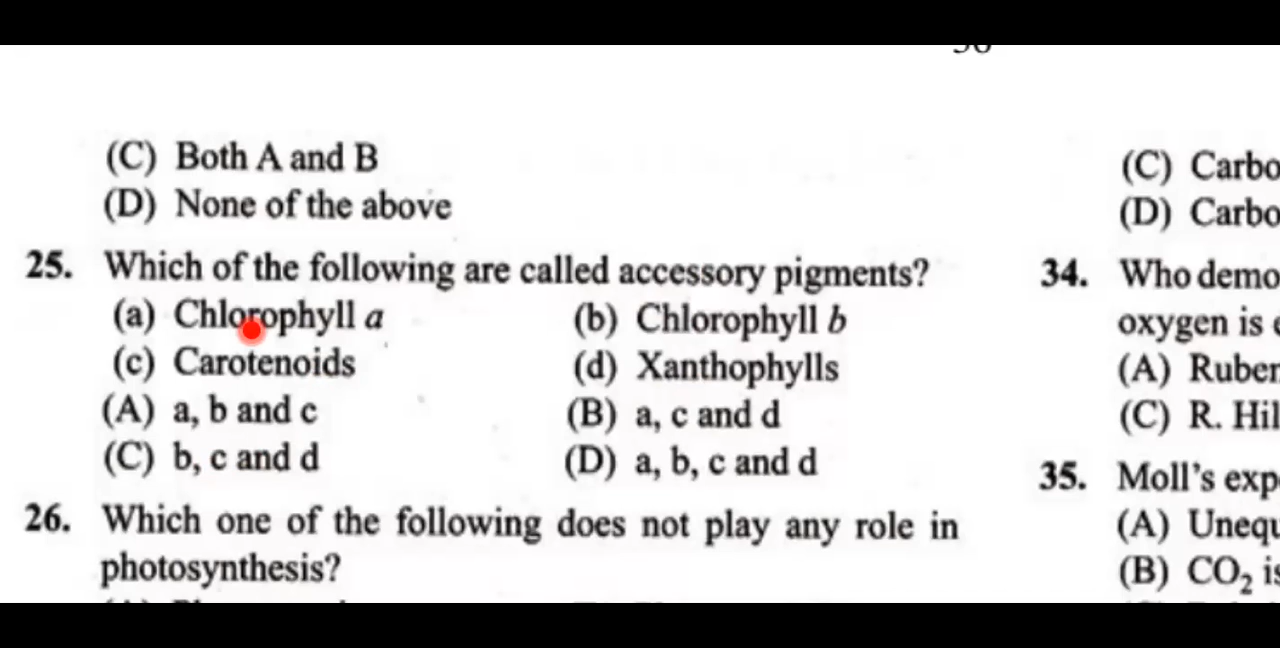 (C) Both A and B
(D) None of the above
25. Which of the following are called accessory pigments?
(a) Chlorophyll a (b) Chlorophyll b
(c) Carotenoids (d) Xanthophylls
(A) a, b and c (B) a, c and d
(C) b, c and d (D) a, b, c and d
26. Which one of the following does not play any role in
photosynthesis?
(C) Carbo
(D) Carbo
34. Who demo
oxygen is
(A) Ruben
(C) R. Hil
35. Moll's exp
(A) Unequ
(B) CO₂ is